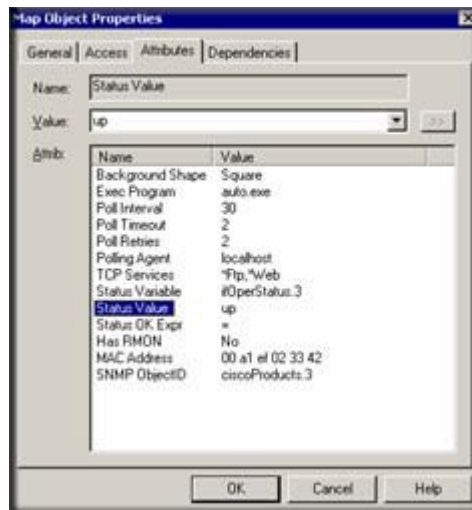 Map Object Properties
General Access Attributes Dependencies
Name: Status Value
Value: up >>
Attrib: Name Value
Background Shape Square
Exec Program auto.exe
Poll Interval 30
Poll Timeout 2
Poll Retries 2
Polling Agent localhost
TCP Services *Ftp,*Web
Status Variable ifOperStatus.3
Status Value up
Status OK Expr =
Has RMON No
MAC Address 00 a1 ef 02 33 42
SNMP ObjectID ciscoProducts.3
OK Cancel Help